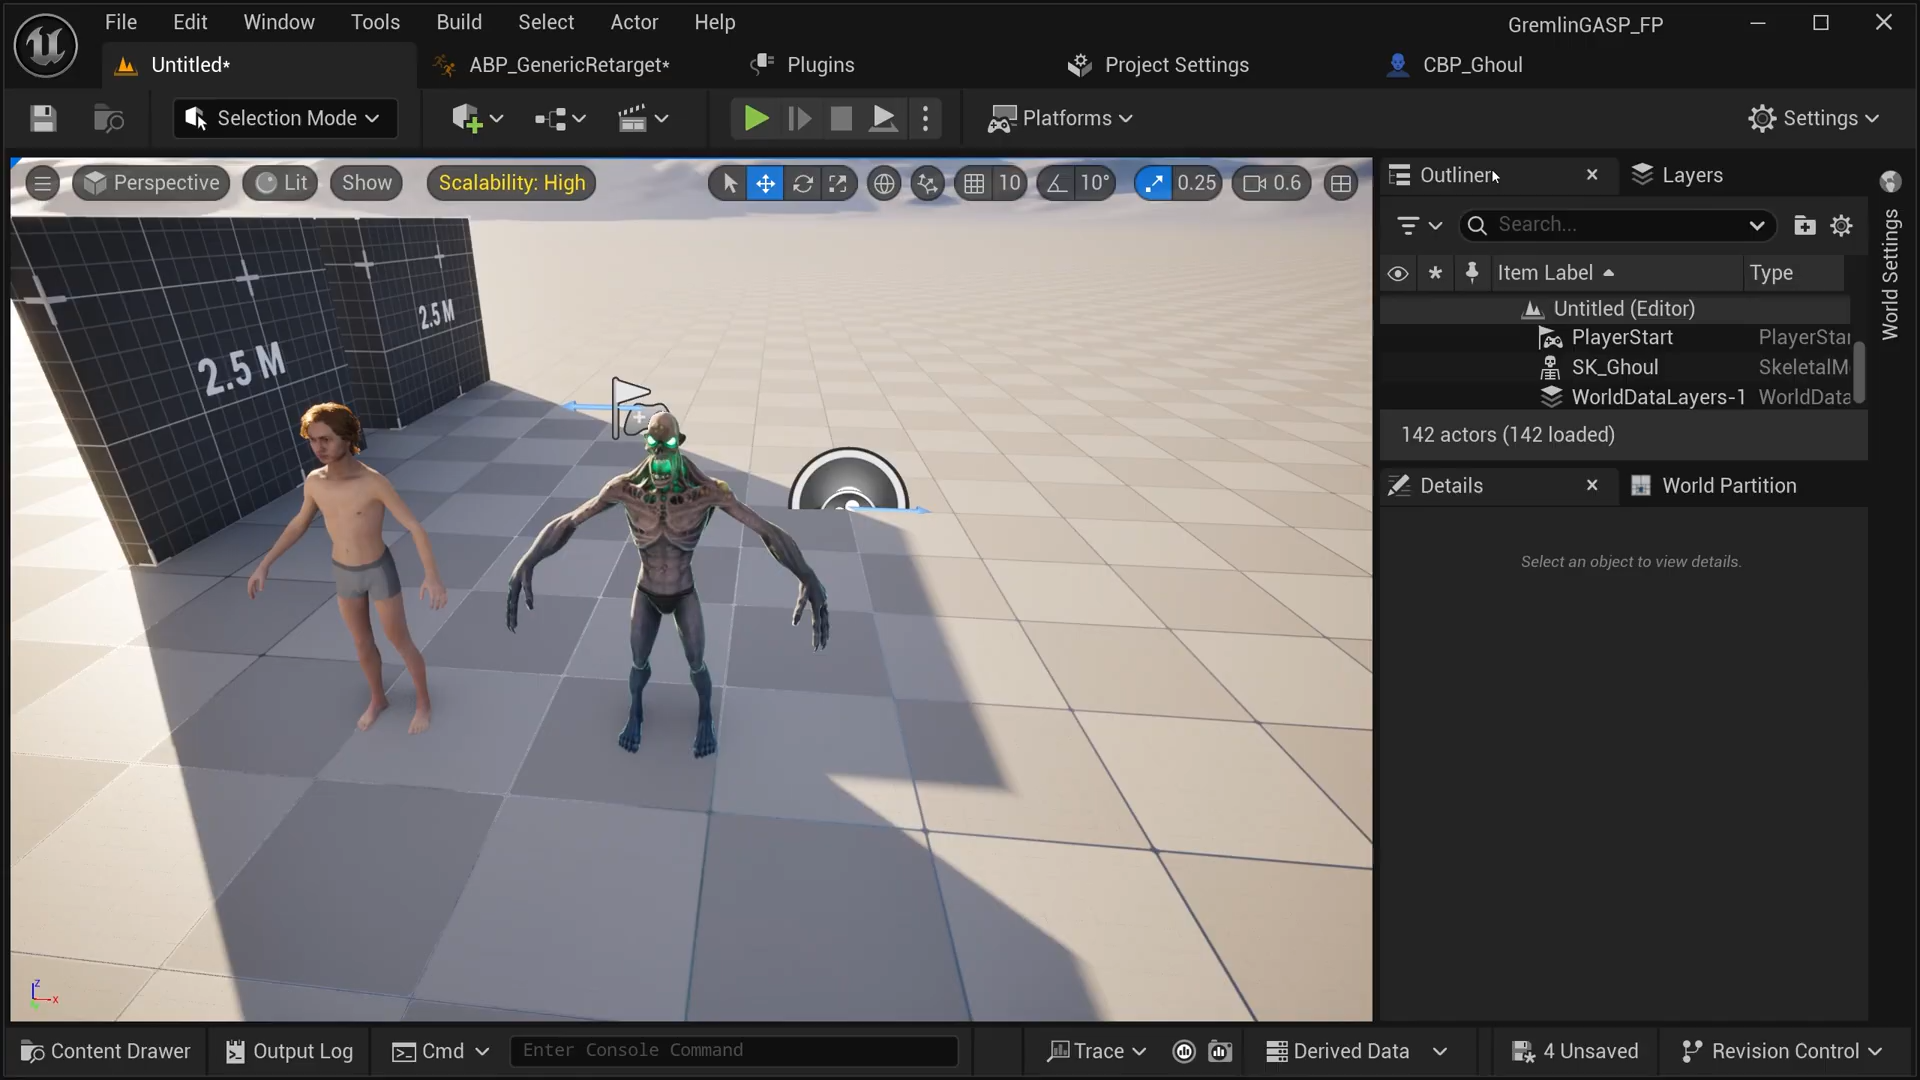 File Edit Window Tools Build Select Actor Help GremlinGASP_FP
Untitled* ABP_GenericRetarget* Plugins Project Settings CBP_Ghoul
Selection Mode Platforms Settings
Perspective Lit Show Scalability: High 10 10° 0.25 0.6
Outliner Layers
World Settings
Search...
Item Label Type
Untitled (Editor)
PlayerStart PlayerStar
SK_Ghoul SkeletalM
WorldDataLayers-1 WorldData
142 actors (142 loaded)
Details World Partition
Select an object to view details.
2.5 M
2.5 M
z
x
Content Drawer Output Log Cmd Enter Console Command Trace Derived Data 4 Unsaved Revision Control